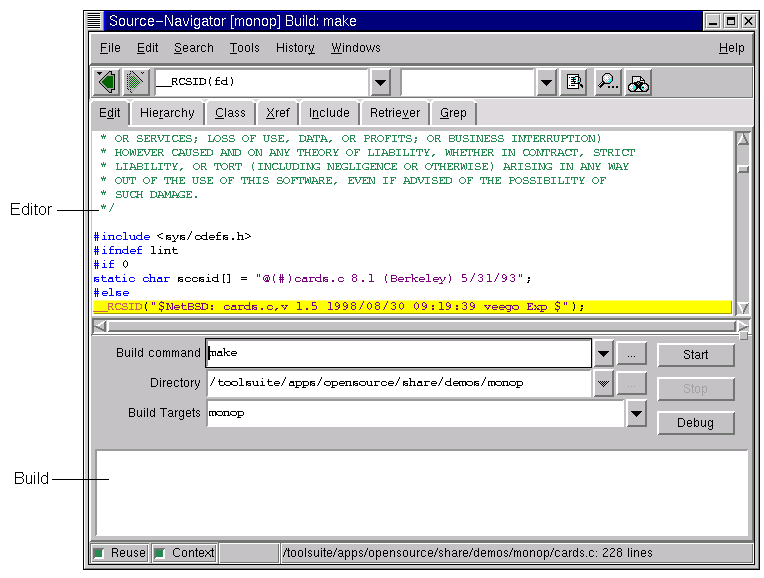 Source-Navigator [monop] Build: make
File Edit Search Tools History Windows Help
__RCSID(fd)
Edit Hierarchy Class Xref Include Retriever Grep
* OR SERVICES; LOSS OF USE, DATA, OR PROFITS; OR BUSINESS INTERRUPTION)
* HOWEVER CAUSED AND ON ANY THEORY OF LIABILITY, WHETHER IN CONTRACT, STRICT
* LIABILITY, OR TORT (INCLUDING NEGLIGENCE OR OTHERWISE) ARISING IN ANY WAY
* OUT OF THE USE OF THIS SOFTWARE, EVEN IF ADVISED OF THE POSSIBILITY OF
* SUCH DAMAGE.
*/
Editor
#include <sys/cdefs.h>
#ifndef lint
#if 0
static char sccsid[] = "@(#)cards.c 8.1 (Berkeley) 5/31/93";
#else
__RCSID("$NetBSD: cards.c,v 1.5 1998/08/30 09:19:39 veego Exp $");
Build command make ... Start
Directory /toolsuite/apps/opensource/share/demos/monop ... Stop
Build Targets monop Debug
Build
Reuse Context /toolsuite/apps/opensource/share/demos/monop/cards.c: 228 lines